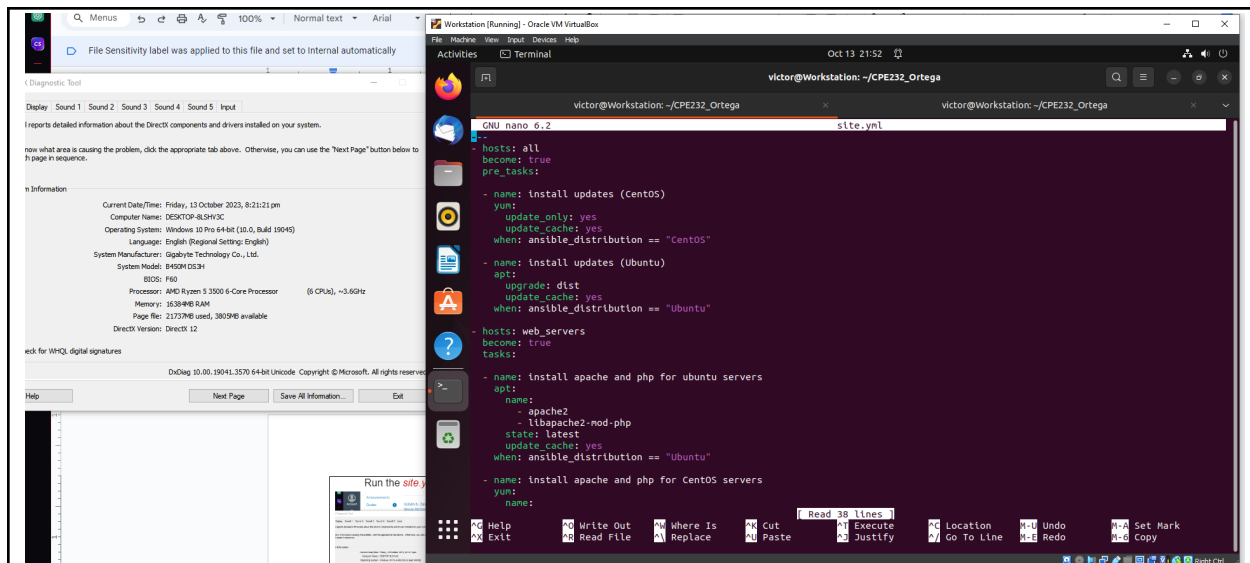 Menus 100% Normal text Arial
File Sensitivity label was applied to this file and set to Internal automatically
Diagnostic Tool
Display Sound 1 Sound 2 Sound 3 Sound 4 Sound 5 Input
reports detailed information about the DirectX components and drivers installed on your system.
now what area is causing the problem, click the appropriate tab above. Otherwise, you can use the "Next Page" button below to
page in sequence.
Information
Current Date/Time: Friday, 13 October 2023, 8:21:21 pm
Computer Name: DESKTOP-8LSHV3C
Operating System: Windows 10 Pro 64-bit (10.0, Build 19045)
Language: English (Regional Setting: English)
System Manufacturer: Gigabyte Technology Co., Ltd.
System Model: B450M DS3H
BIOS: F60
Processor: AMD Ryzen 5 3500 6-Core Processor (6 CPUs), ~3.6GHz
Memory: 16384MB RAM
Page file: 21737MB used, 3805MB available
DirectX Version: DirectX 12
for WHQL digital signatures
DxDiag 10.00.19041.3570 64-bit Unicode Copyright © Microsoft. All rights reserved
Help Next Page Save All Information... Exit
Run the site.y
Workstation [Running] - Oracle VM VirtualBox
File Machine View Input Devices Help
Activities Terminal Oct 13 21:52
victor@Workstation: ~/CPE232_Ortega
victor@Workstation: ~/CPE232_Ortega × victor@Workstation: ~/CPE232_Ortega ×
GNU nano 6.2 site.yml
---
- hosts: all
become: true
pre_tasks:
- name: install updates (CentOS)
yum:
update_only: yes
update_cache: yes
when: ansible_distribution == "CentOS"
- name: install updates (Ubuntu)
apt:
upgrade: dist
update_cache: yes
when: ansible_distribution == "Ubuntu"
- hosts: web_servers
become: true
tasks:
- name: install apache and php for ubuntu servers
apt:
name:
- apache2
- libapache2-mod-php
state: latest
update_cache: yes
when: ansible_distribution == "Ubuntu"
- name: install apache and php for CentOS servers
yum:
name:
[ Read 38 lines ]
^G Help ^O Write Out ^W Where Is ^K Cut ^T Execute ^C Location M-U Undo M-A Set Mark
^X Exit ^R Read File ^\ Replace ^U Paste ^J Justify ^/ Go To Line M-E Redo M-6 Copy
Right Ctrl